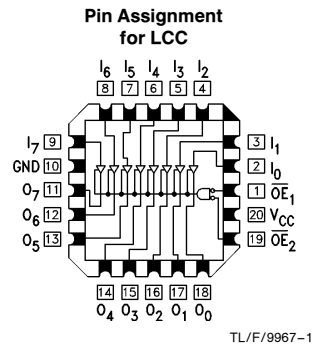 Pin Assignment
for LCC
I6 I5 I4 I3 I2
8 7 6 5 4
I7 9
GND 10
O7 11
O6 12
O5 13
3 I1
2 I0
1 O̅E̅1
20 VCC
19 O̅E̅2
14 15 16 17 18
O4 O3 O2 O1 O0
TL/F/9967–1